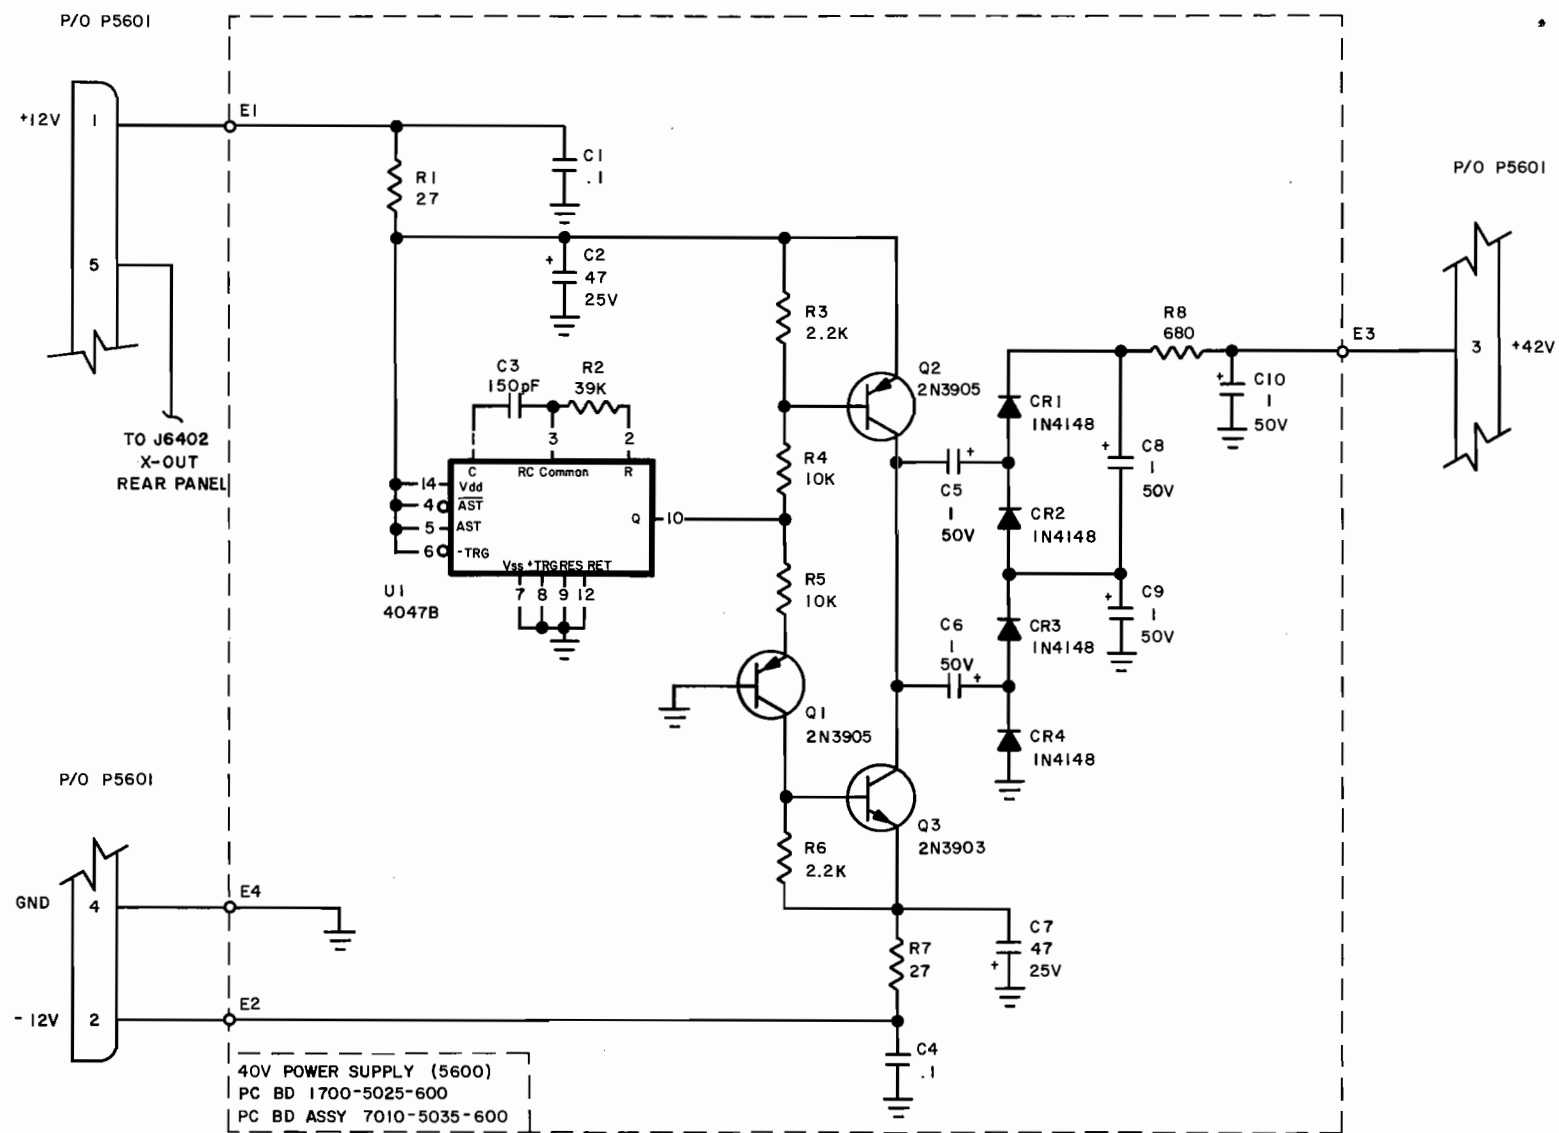 P/O P5601
+12V
1
E1
R1
27
C1
.1
5
C2
+
47
25V
TO J6402
X-OUT
REAR PANEL
P/O P5601
R3
2.2K
R8
680
E3
3
+42V
C3
150pF
R2
39K
Q2
2N3905
+
C10
1
50V
CR1
1N4148
1
3
2
C
RC Common
R
R4
10K
+
C5
1
50V
+
C8
1
50V
14
Vdd
4
AST
5
AST
6
-TRG
Q
10
Vss +TRG RES RET
7
8
9
12
U1
4047B
CR2
1N4148
R5
10K
+
C9
1
50V
C6
1
50V
+
CR3
1N4148
Q1
2N3905
CR4
1N4148
P/O P5601
Q3
2N3903
R6
2.2K
GND
4
E4
R7
27
C7
47
25V
+
-12V
2
E2
C4
.1
40V POWER SUPPLY (5600)
PC BD 1700-5025-600
PC BD ASSY 7010-5035-600